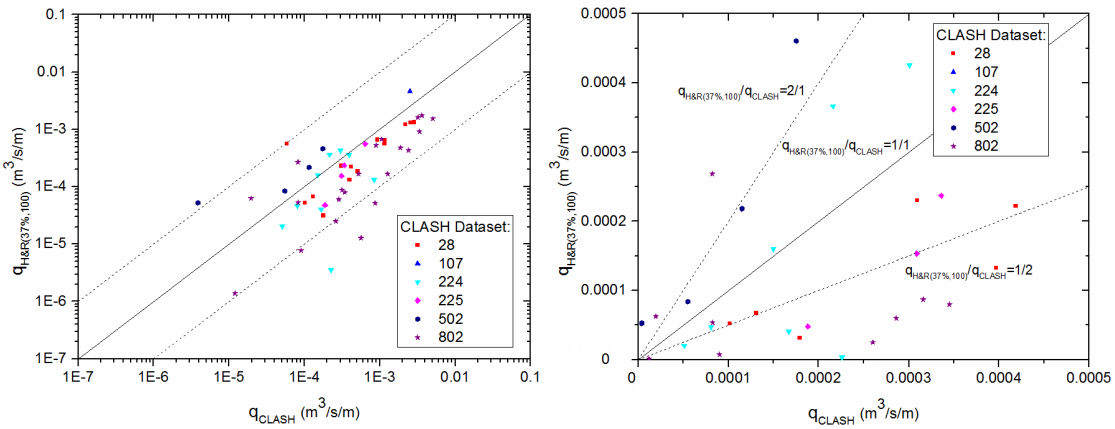 0.1
0.01
1E-3
1E-4
1E-5
1E-6
1E-7
q_H&R(37%,100) (m³/s/m)
CLASH Dataset:
28
107
224
225
502
802
1E-7 1E-6 1E-5 1E-4 1E-3 0.01 0.1
q_CLASH (m³/s/m)
0.0005
0.0004
0.0003
0.0002
0.0001
0
q_H&R(37%,100) (m³/s/m)
CLASH Dataset:
28
107
224
225
502
802
q_H&R(37%,100)/q_CLASH=2/1
q_H&R(37%,100)/q_CLASH=1/1
q_H&R(37%,100)/q_CLASH=1/2
0 0.0001 0.0002 0.0003 0.0004 0.0005
q_CLASH (m³/s/m)